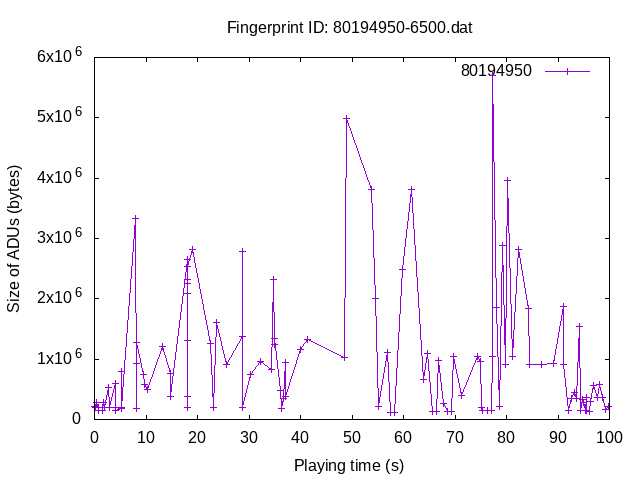 Fingerprint ID: 80194950-6500.dat
80194950
Size of ADUs (bytes)
6x10^6
5x10^6
4x10^6
3x10^6
2x10^6
1x10^6
0
0 10 20 30 40 50 60 70 80 90 100
Playing time (s)